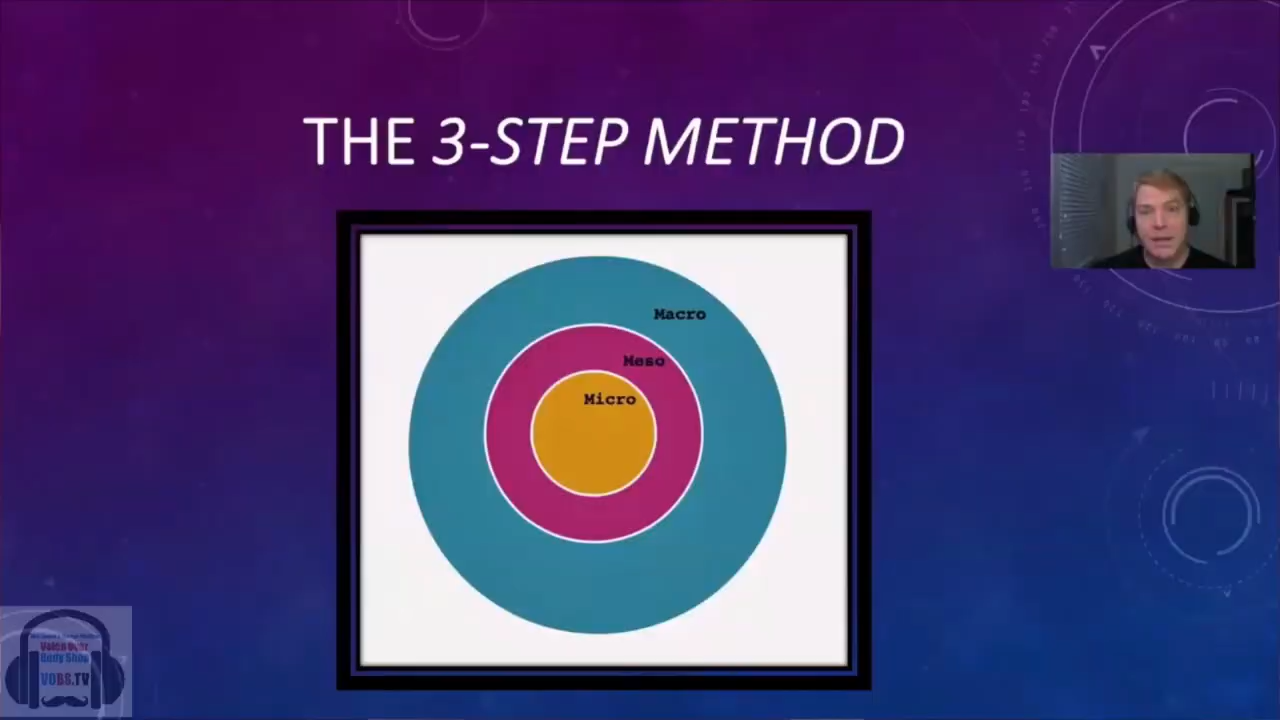 THE 3-STEP METHOD
Macro
Meso
Micro
Voice Over
Body Shop
VOBS.TV